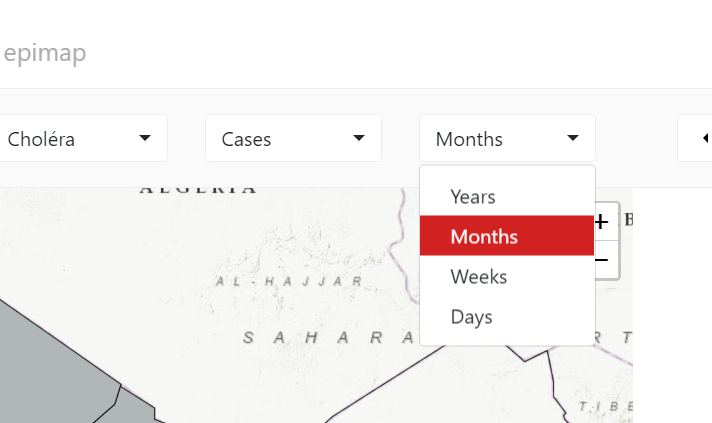 epimap
Choléra
Cases
Months
ALGERIA
Years
Months
Weeks
Days
+
−
AL-HAJJAR
SAHARA